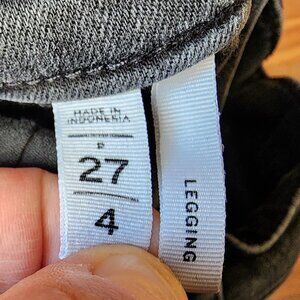 MADE IN
INDONESIA
P
27
4
LEGGING